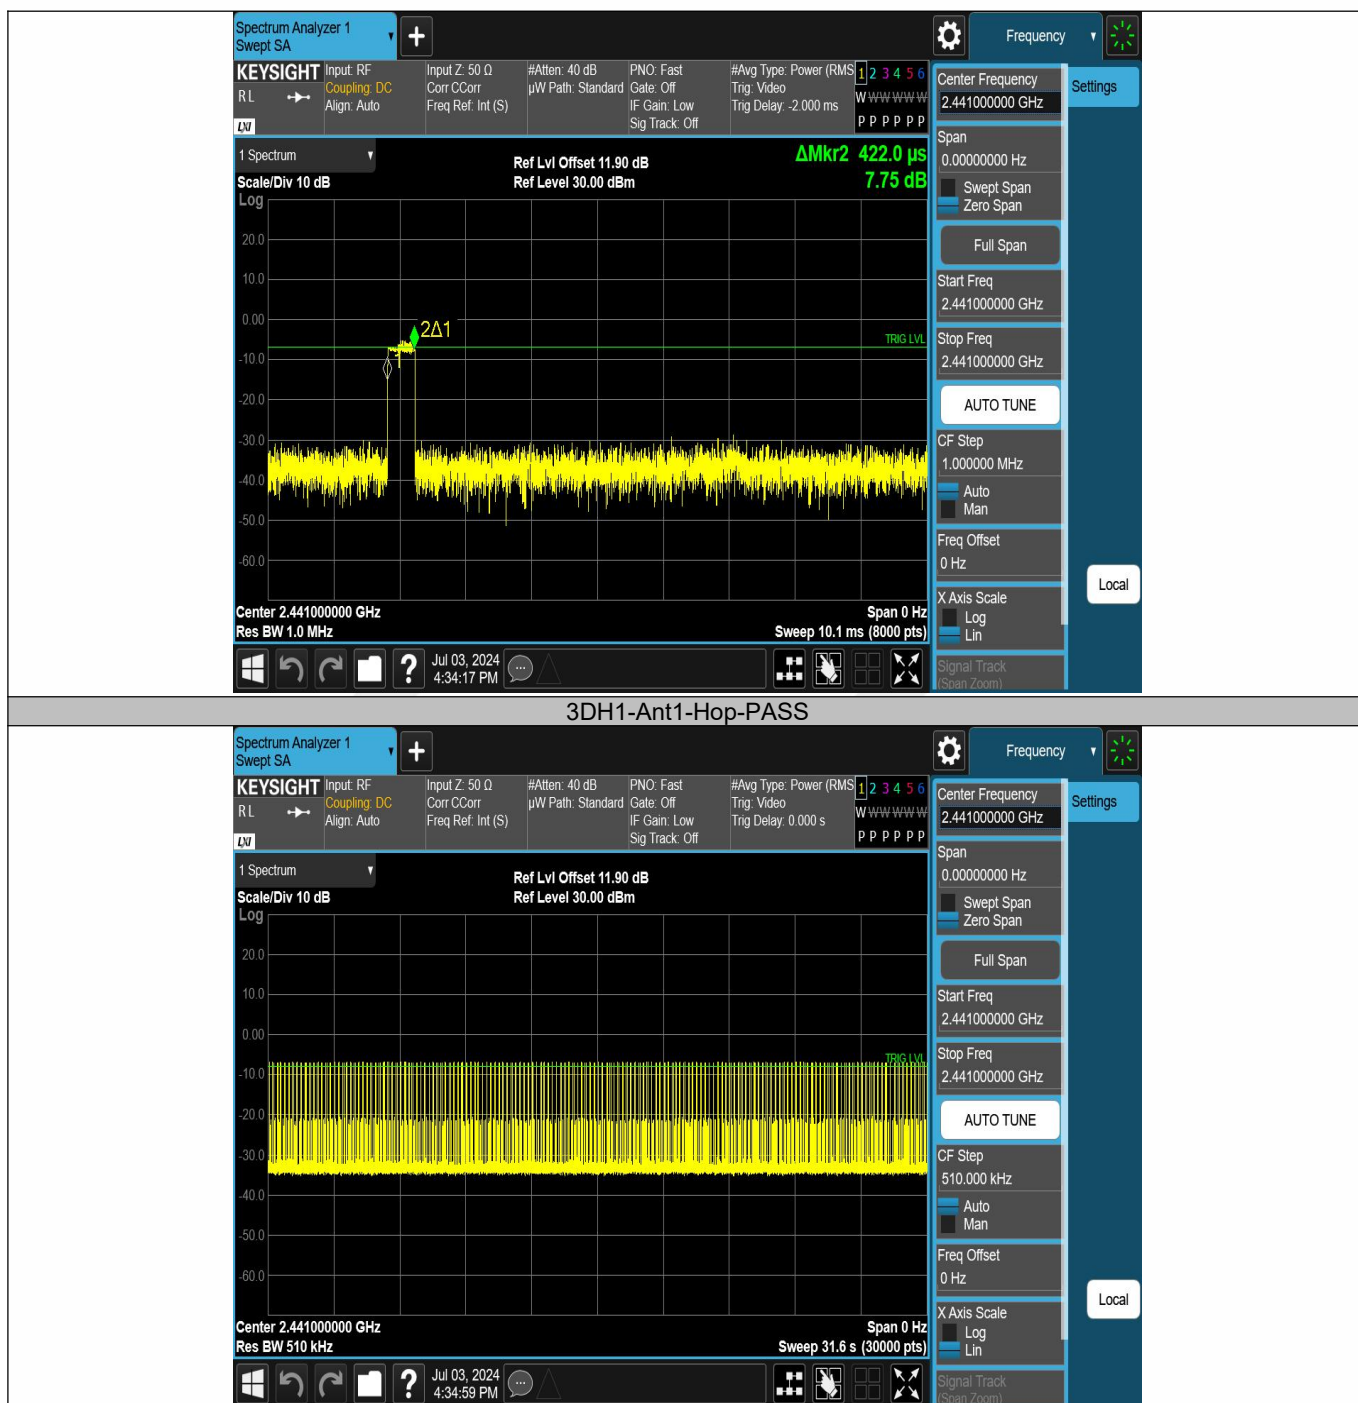 Spectrum Analyzer 1
Swept SA
+
Frequency
KEYSIGHT
RL
LXI
Input: RF
Coupling: DC
Align: Auto
Input Z: 50 Ω
Corr CCorr
Freq Ref: Int (S)
#Atten: 40 dB
µW Path: Standard
PNO: Fast
Gate: Off
IF Gain: Low
Sig Track: Off
#Avg Type: Power (RMS
Trig: Video
Trig Delay: -2.000 ms
1 2 3 4 5 6
W W W W W W
P P P P P P
Center Frequency
2.441000000 GHz
Settings
1 Spectrum
Scale/Div 10 dB
Log
Ref Lvl Offset 11.90 dB
Ref Level 30.00 dBm
ΔMkr2 422.0 µs
7.75 dB
20.0
10.0
0.00
-10.0
-20.0
-30.0
-40.0
-50.0
-60.0
2Δ1
1
TRIG LVL
Center 2.441000000 GHz
Res BW 1.0 MHz
Span 0 Hz
Sweep 10.1 ms (8000 pts)
Span
0.00000000 Hz
Swept Span
Zero Span
Full Span
Start Freq
2.441000000 GHz
Stop Freq
2.441000000 GHz
AUTO TUNE
CF Step
1.000000 MHz
Auto
Man
Freq Offset
0 Hz
X Axis Scale
Log
Lin
Signal Track
(Span Zoom)
Local
?
Jul 03, 2024
4:34:17 PM
3DH1-Ant1-Hop-PASS
Spectrum Analyzer 1
Swept SA
+
Frequency
KEYSIGHT
RL
LXI
Input: RF
Coupling: DC
Align: Auto
Input Z: 50 Ω
Corr CCorr
Freq Ref: Int (S)
#Atten: 40 dB
µW Path: Standard
PNO: Fast
Gate: Off
IF Gain: Low
Sig Track: Off
#Avg Type: Power (RMS
Trig: Video
Trig Delay: 0.000 s
1 2 3 4 5 6
W W W W W W
P P P P P P
Center Frequency
2.441000000 GHz
Settings
1 Spectrum
Scale/Div 10 dB
Log
Ref Lvl Offset 11.90 dB
Ref Level 30.00 dBm
20.0
10.0
0.00
-10.0
-20.0
-30.0
-40.0
-50.0
-60.0
TRIG LVL
Center 2.441000000 GHz
Res BW 510 kHz
Span 0 Hz
Sweep 31.6 s (30000 pts)
Span
0.00000000 Hz
Swept Span
Zero Span
Full Span
Start Freq
2.441000000 GHz
Stop Freq
2.441000000 GHz
AUTO TUNE
CF Step
510.000 kHz
Auto
Man
Freq Offset
0 Hz
X Axis Scale
Log
Lin
Signal Track
(Span Zoom)
Local
?
Jul 03, 2024
4:34:59 PM